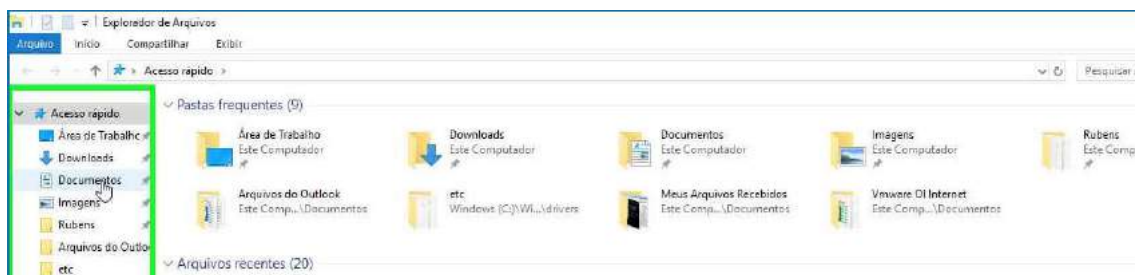 Explorador de Arquivos
Arquivo Início Compartilhar Exibir
Acesso rápido
Pesquisar
Acesso rápido
Área de Trabalho
Downloads
Documentos
Imagens
Rubens
Arquivos do Outlo
etc
Pastas frequentes (9)
Área de Trabalho
Este Computador
Downloads
Este Computador
Documentos
Este Computador
Imagens
Este Computador
Rubens
Este Comp
Arquivos do Outlook
Este Comp...\Documentos
etc
Windows (C:)\Wi...\drivers
Meus Arquivos Recebidos
Este Comp...\Documentos
Vmware OI Internet
Este Comp...\Documentos
Arquivos recentes (20)